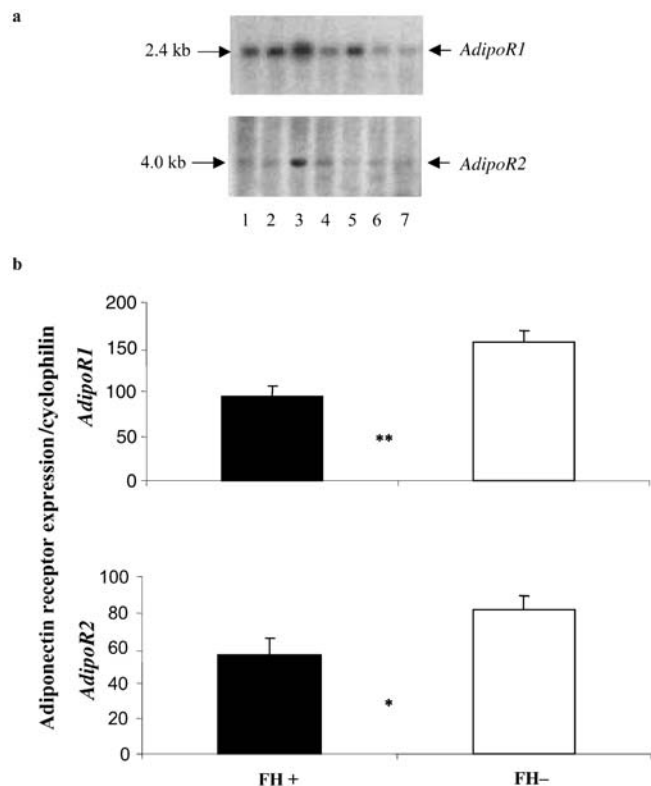 a
2.4 kb AdipoR1
4.0 kb AdipoR2
1 2 3 4 5 6 7
b
Adiponectin receptor expression/cyclophilin
AdipoR1
200
150
100
50
0
**
AdipoR2
100
80
60
40
20
0
*
FH + FH–